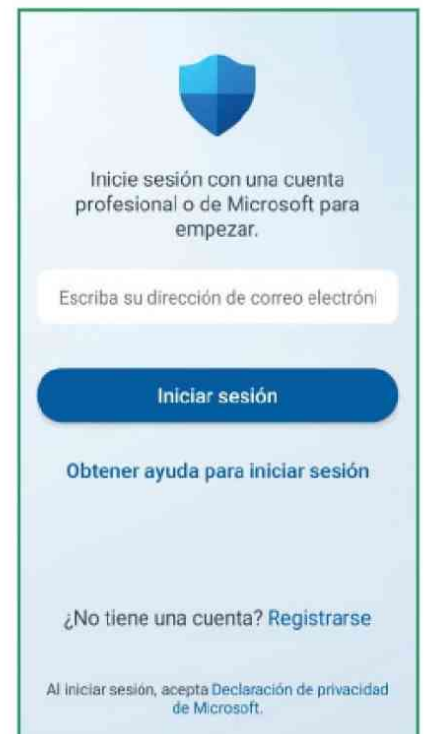 Inicie sesión con una cuenta
profesional o de Microsoft para
empezar.
Escriba su dirección de correo electróni
Iniciar sesión
Obtener ayuda para iniciar sesión
¿No tiene una cuenta? Registrarse
Al iniciar sesión, acepta Declaración de privacidad
de Microsoft.